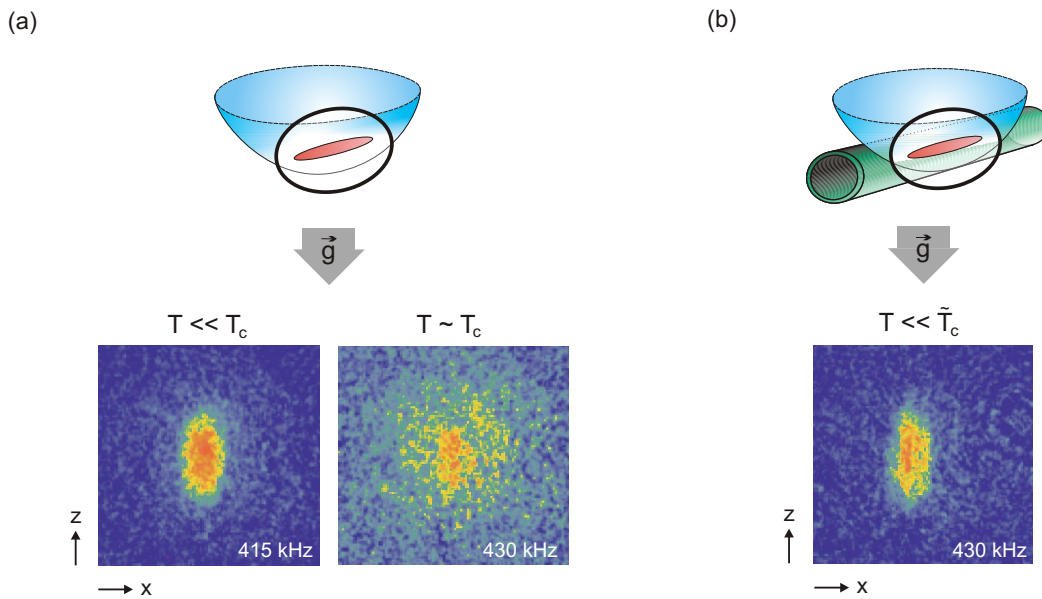 (a)
g
T << Tc
T ~ Tc
z
415 kHz
430 kHz
x
(b)
g
T << T̃c
z
430 kHz
x